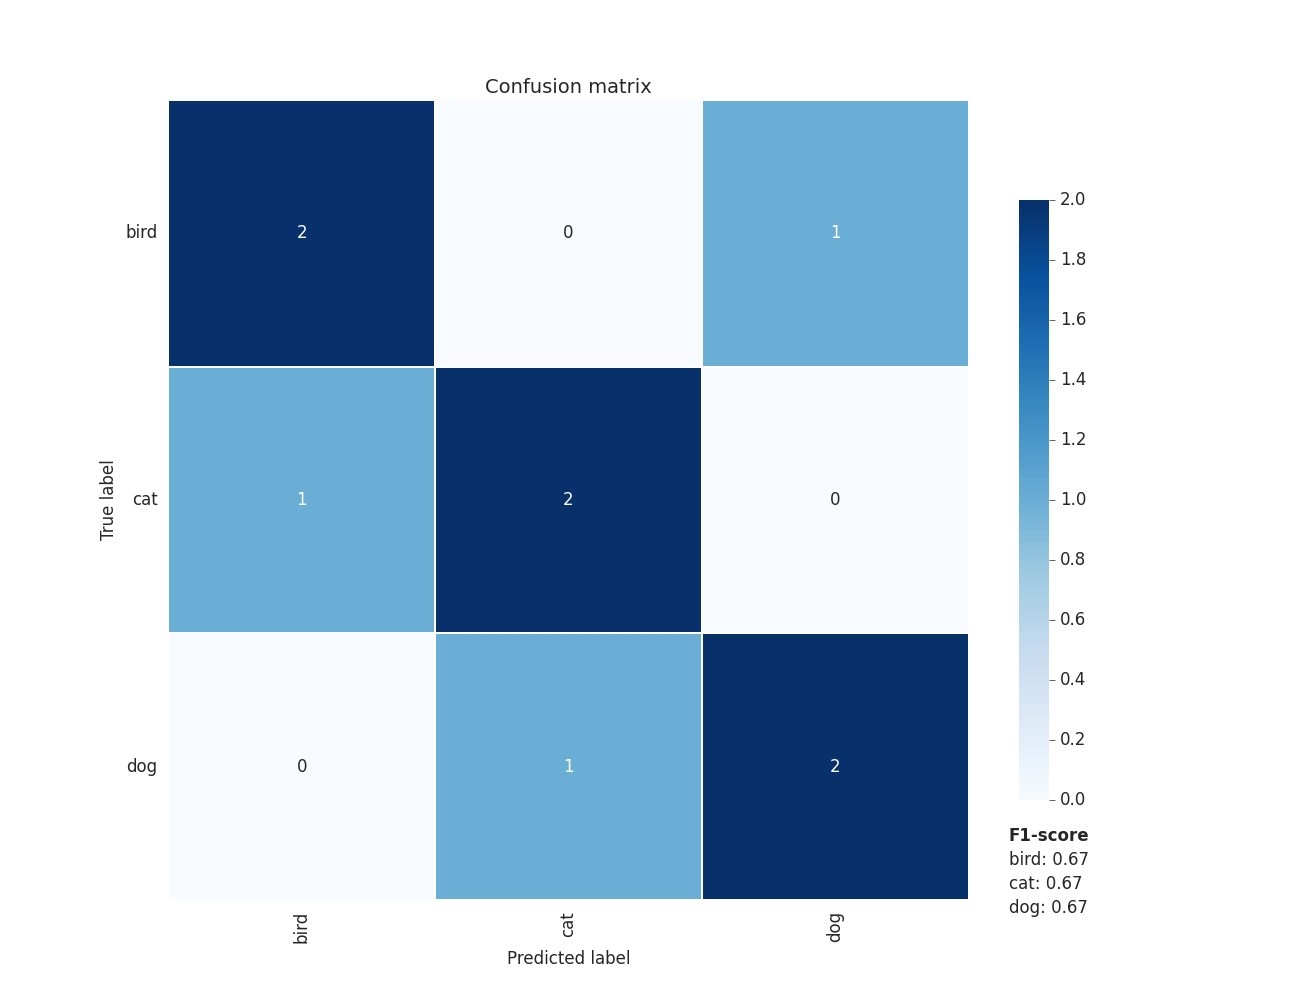 Confusion matrix
bird
2
0
1
cat
1
2
0
dog
0
1
2
bird
cat
dog
True label
Predicted label
2.0
1.8
1.6
1.4
1.2
1.0
0.8
0.6
0.4
0.2
0.0
F1-score
bird: 0.67
cat: 0.67
dog: 0.67